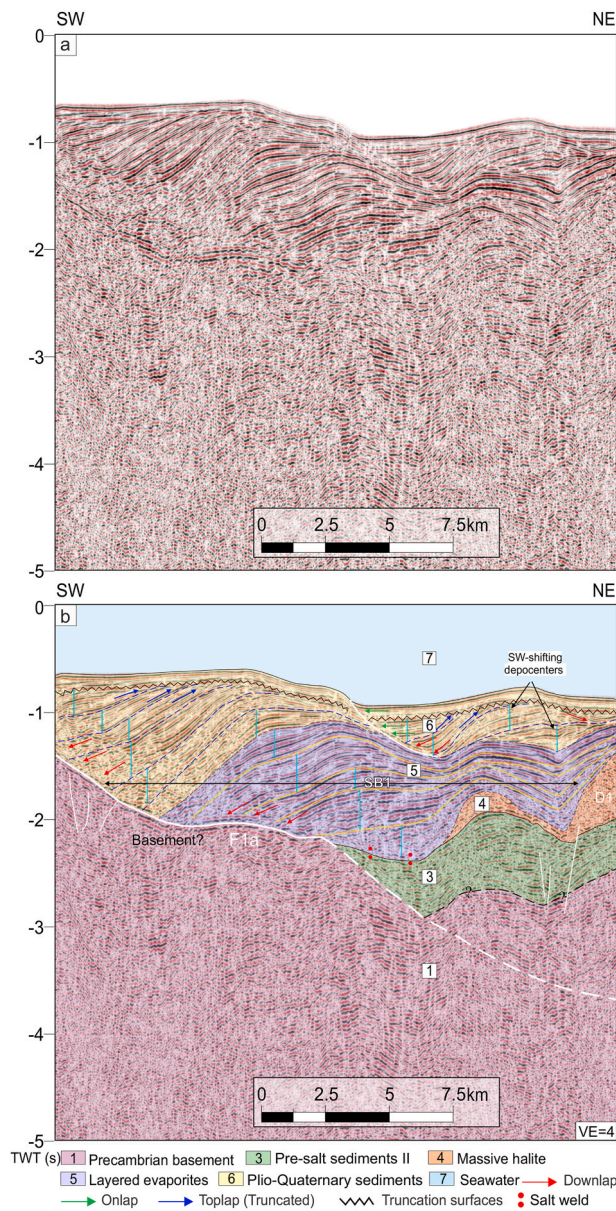 SW NE
0
a
-1
-2
-3
-4
0 2.5 5 7.5km
-5
SW NE
0
b
7
SW-shifting
depocenters
-1
6
5
SB1
4
-2
Basement?
F1a
3
?
-3
1
-4
0 2.5 5 7.5km
-5
VE=4
TWT (s) 1 Precambrian basement 3 Pre-salt sediments II 4 Massive halite
5 Layered evaporites 6 Plio-Quaternary sediments 7 Seawater Downlap
Onlap Toplap (Truncated) Truncation surfaces Salt weld